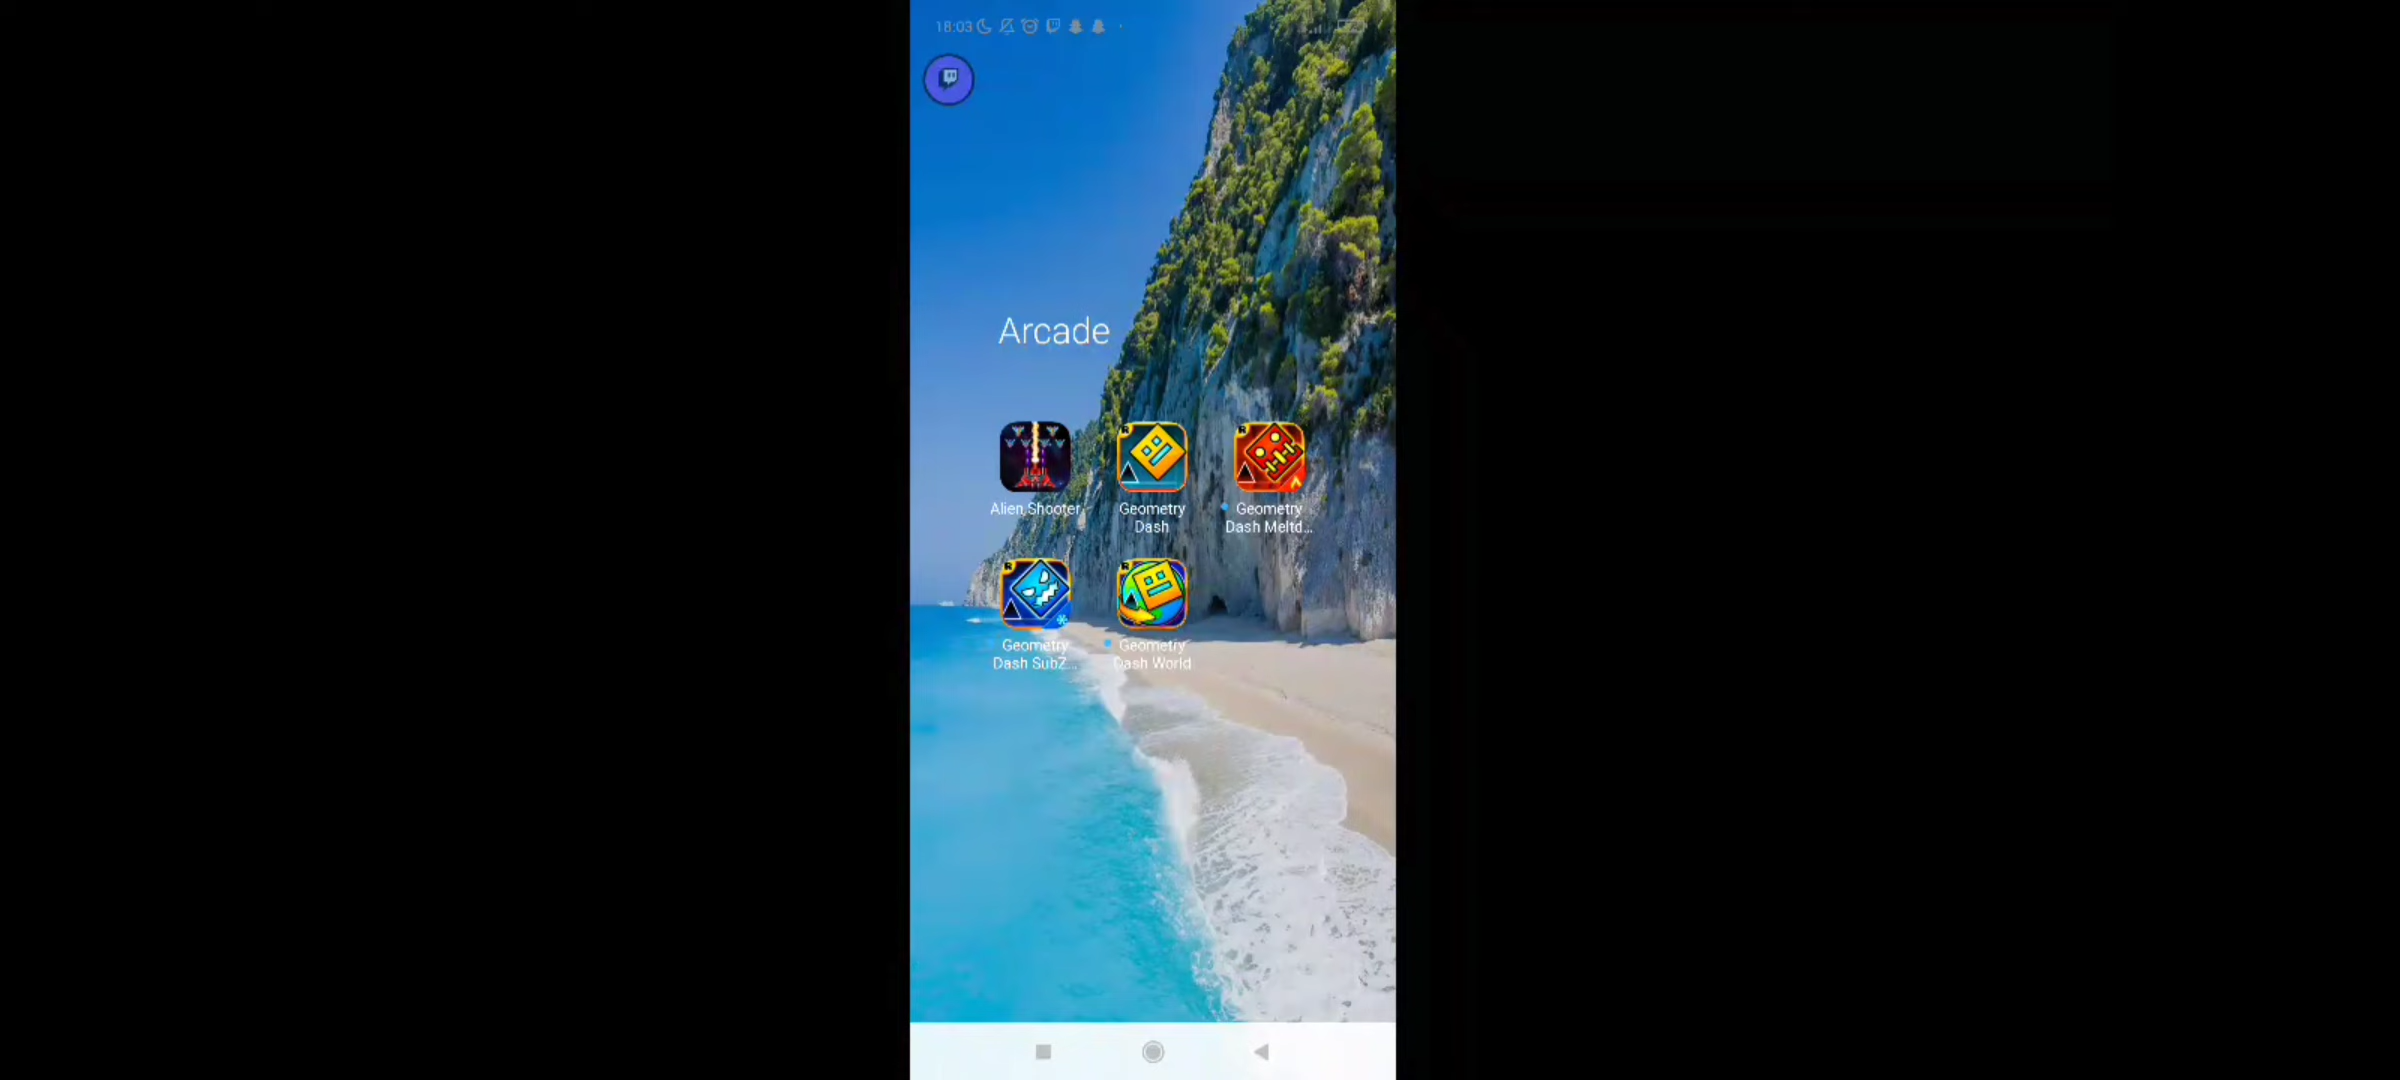 18:03
Arcade
Alien Shooter
Geometry
Dash
Geometry
Dash Meltd...
Geometry
Dash SubZ...
Geometry
Dash World